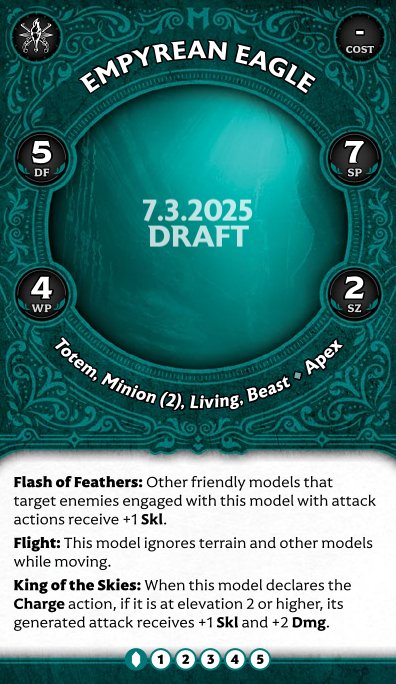 -
COST
EMPYREAN EAGLE
5
DF
7
SP
7.3.2025
DRAFT
4
WP
2
SZ
Totem, Minion (2), Living, Beast ◆ Apex
Flash of Feathers: Other friendly models that
target enemies engaged with this model with attack
actions receive +1 Skl.
Flight: This model ignores terrain and other models
while moving.
King of the Skies: When this model declares the
Charge action, if it is at elevation 2 or higher, its
generated attack receives +1 Skl and +2 Dmg.
1 2 3 4 5